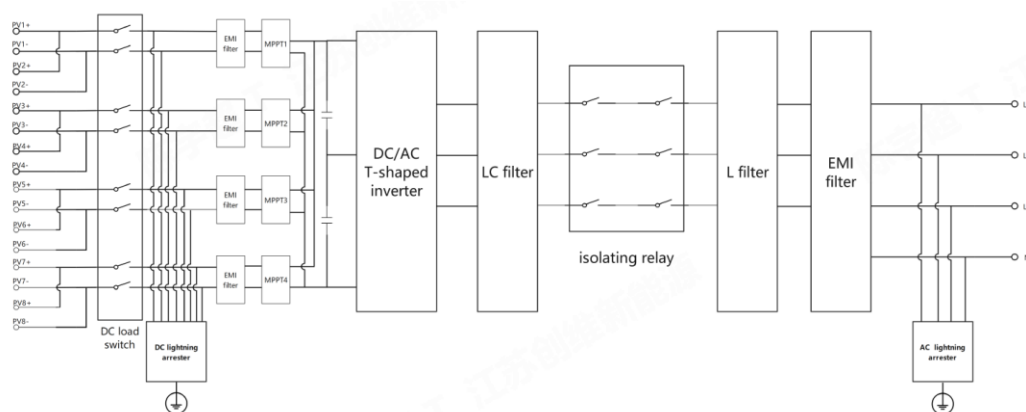 PV1+
PV1-
PV2+
PV2-
PV3+
PV3-
PV4+
PV4-
PV5+
PV5-
PV6+
PV6-
PV7+
PV7-
PV8+
PV8-
DC load
switch
DC lightning
arrester
EMI
filter
MPPT1
EMI
filter
MPPT2
EMI
filter
MPPT3
EMI
filter
MPPT4
DC/AC
T-shaped
inverter
LC filter
isolating relay
L filter
EMI
filter
L
L
L
AC lightning
arrester